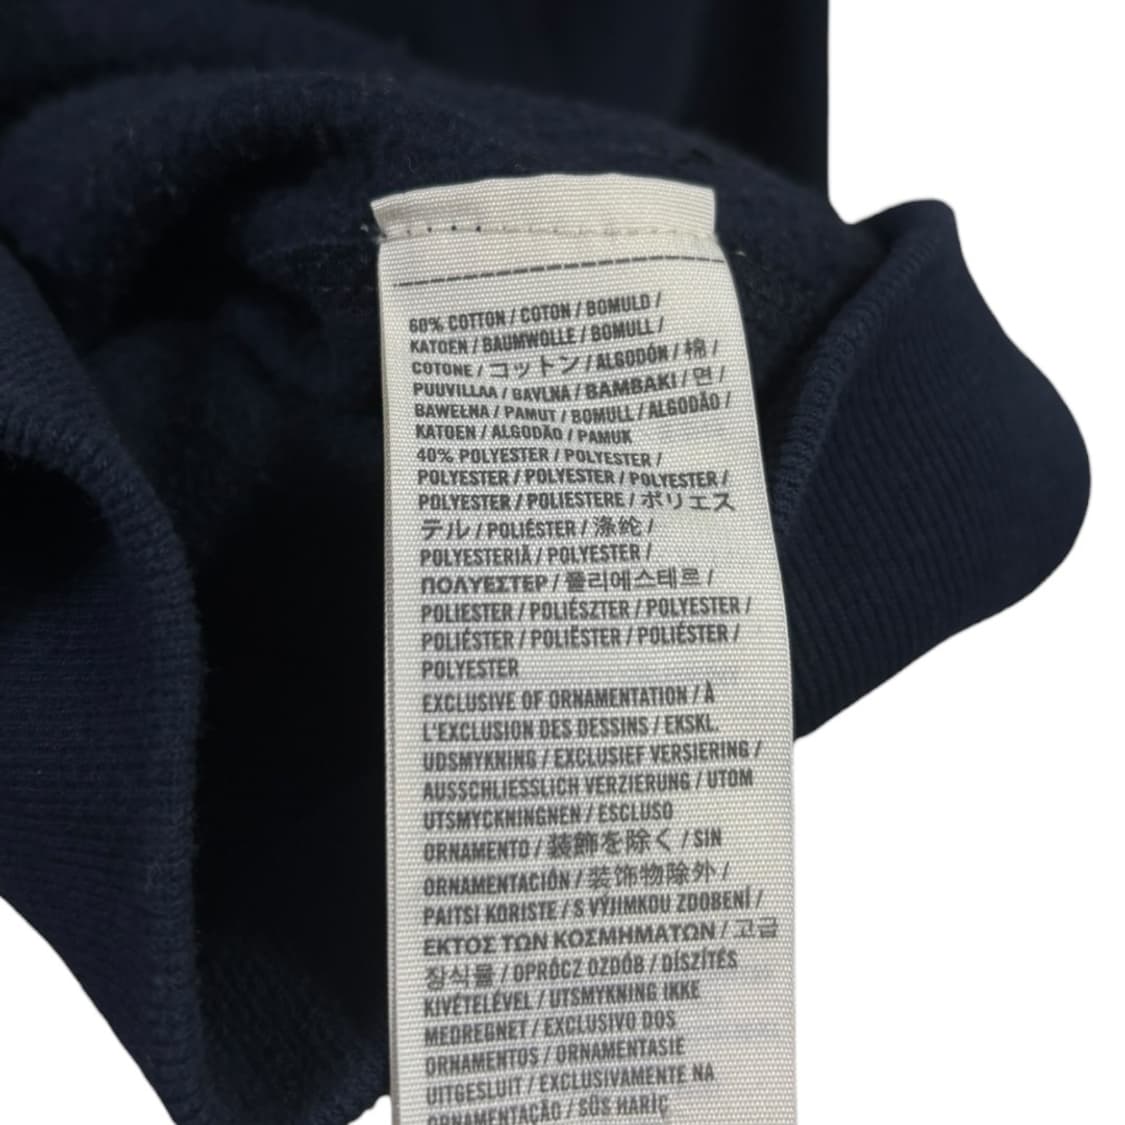 60% COTTON / COTON / BOMULD /
KATOEN / BAUMWOLLE / BOMULL /
COTONE / コットン / ALGODÓN / 棉 /
PUUVILLAA / BAVLNA / BAMBAKI / 면 /
BAWEŁNA / PAMUT / BOMULL / ALGODÃO /
KATOEN / ALGODÃO / PAMUK
40% POLYESTER / POLYESTER /
POLYESTER / POLYESTER / POLYESTER /
POLYESTER / POLIESTERE / ポリエス
テル / POLIÉSTER / 涤纶 /
POLYESTERIÄ / POLYESTER /
ΠΟΛΥΕΣΤΕΡ / 폴리에스테르 /
POLIESTER / POLIÉSZTER / POLYESTER /
POLIÉSTER / POLIËSTER / POLIÉSTER /
POLYESTER
EXCLUSIVE OF ORNAMENTATION / À
L'EXCLUSION DES DESSINS / EKSKL.
UDSMYKNING / EXCLUSIEF VERSIERING /
AUSSCHLIESSLICH VERZIERUNG / UTOM
UTSMYCKNINGNEN / ESCLUSO
ORNAMENTO / 装飾を除く / SIN
ORNAMENTACIÓN / 装饰物除外 /
PAITSI KORISTE / S VÝJIMKOU ZDOBENÍ /
ΕΚΤΟΣ ΤΩΝ ΚΟΣΜΗΜΑΤΩΝ / 고급
장식물 / OPRÓCZ OZDÓB / DÍSZÍTÉS
KIVÉTELÉVEL / UTSMYKNING IKKE
MEDREGNET / EXCLUSIVO DOS
ORNAMENTOS / ORNAMENTASIE
UITGESLUIT / EXCLUSIVAMENTE NA
ORNAMENTAÇÃO / SÜS HARİÇ